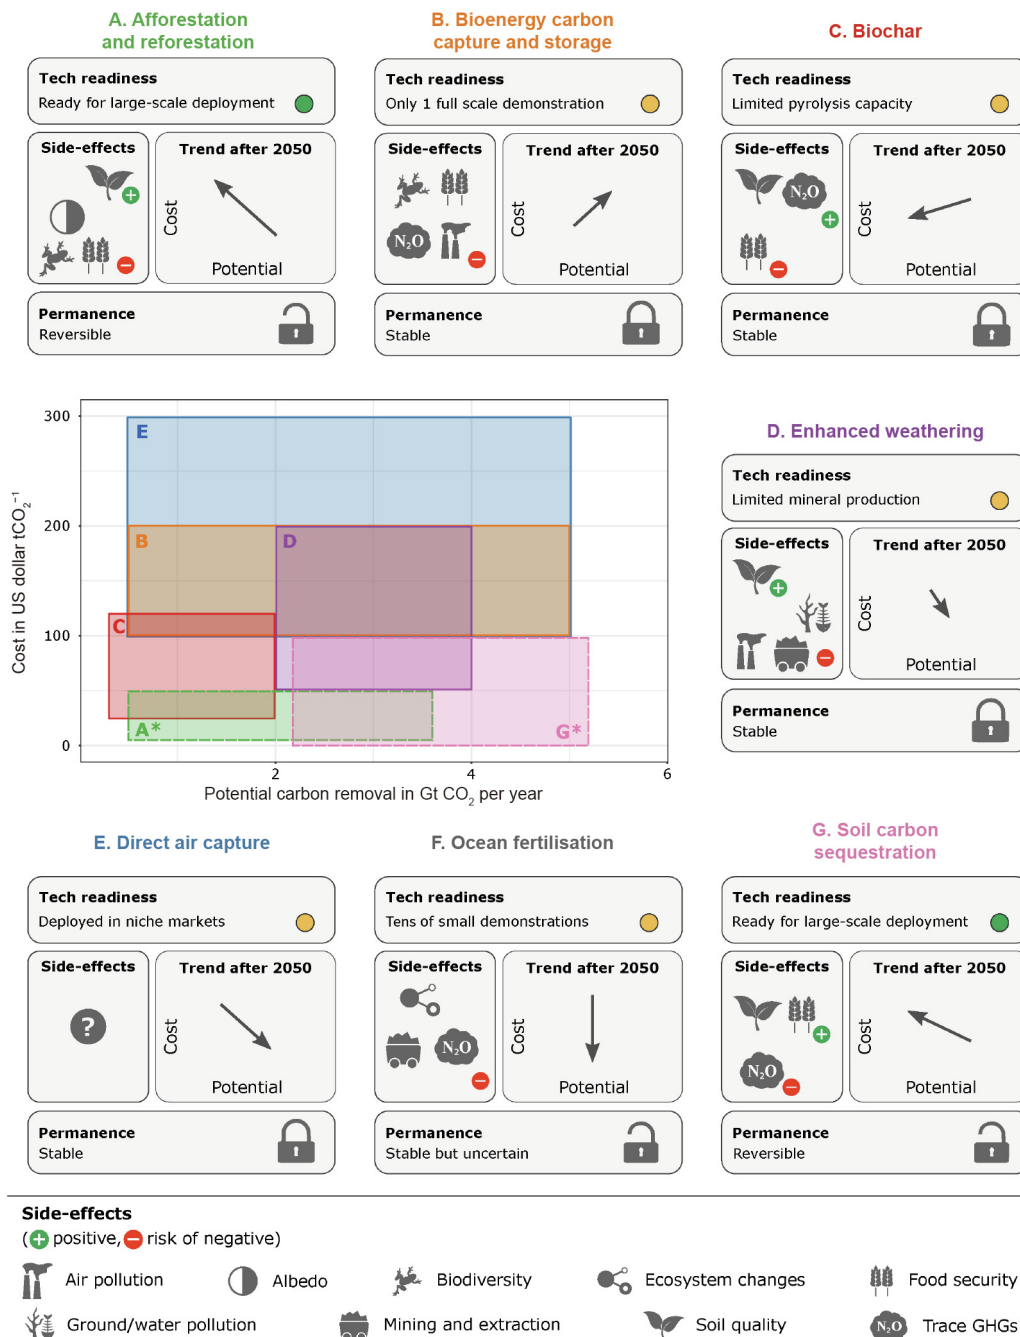 A. Afforestation
and reforestation
Tech readiness
Ready for large-scale deployment
Side-effects
Trend after 2050
Cost
Potential
Permanence
Reversible
B. Bioenergy carbon
capture and storage
Tech readiness
Only 1 full scale demonstration
Side-effects
N₂O
Trend after 2050
Cost
Potential
Permanence
Stable
C. Biochar
Tech readiness
Limited pyrolysis capacity
Side-effects
N₂O
Trend after 2050
Cost
Potential
Permanence
Stable
Cost in US dollar tCO₂⁻¹
300
200
100
0
E
B
D
C
A*
G*
2
4
6
Potential carbon removal in Gt CO₂ per year
D. Enhanced weathering
Tech readiness
Limited mineral production
Side-effects
Trend after 2050
Cost
Potential
Permanence
Stable
E. Direct air capture
Tech readiness
Deployed in niche markets
Side-effects
?
Trend after 2050
Cost
Potential
Permanence
Stable
F. Ocean fertilisation
Tech readiness
Tens of small demonstrations
Side-effects
N₂O
Trend after 2050
Cost
Potential
Permanence
Stable but uncertain
G. Soil carbon
sequestration
Tech readiness
Ready for large-scale deployment
Side-effects
N₂O
Trend after 2050
Cost
Potential
Permanence
Reversible
Side-effects
(+ positive, − risk of negative)
Air pollution
Albedo
Biodiversity
Ecosystem changes
Food security
Ground/water pollution
Mining and extraction
Soil quality
N₂O Trace GHGs